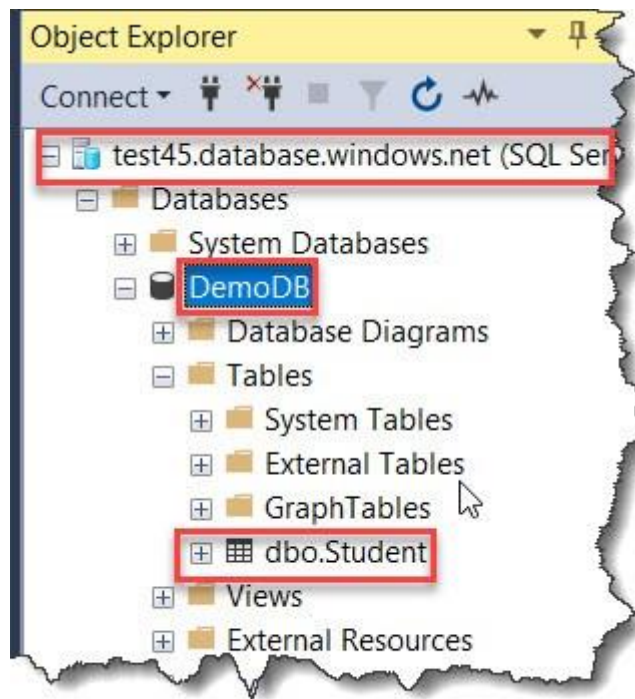 Object Explorer
Connect
test45.database.windows.net (SQL Ser
Databases
System Databases
DemoDB
Database Diagrams
Tables
System Tables
External Tables
GraphTables
dbo.Student
Views
External Resources